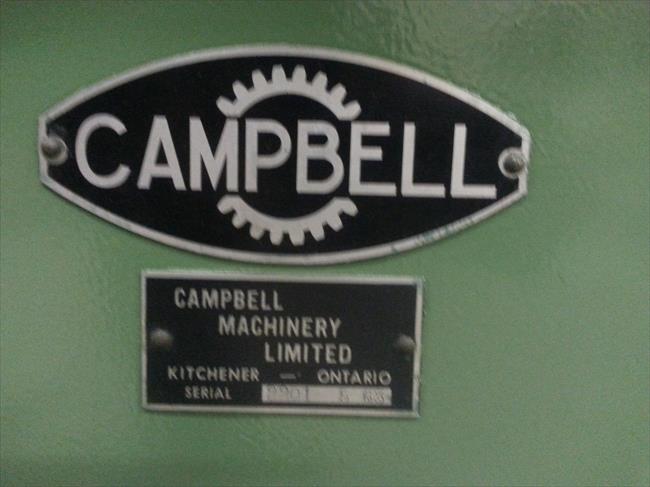 CAMPBELL
CAMPBELL
MACHINERY
LIMITED
KITCHENER — ONTARIO
SERIAL